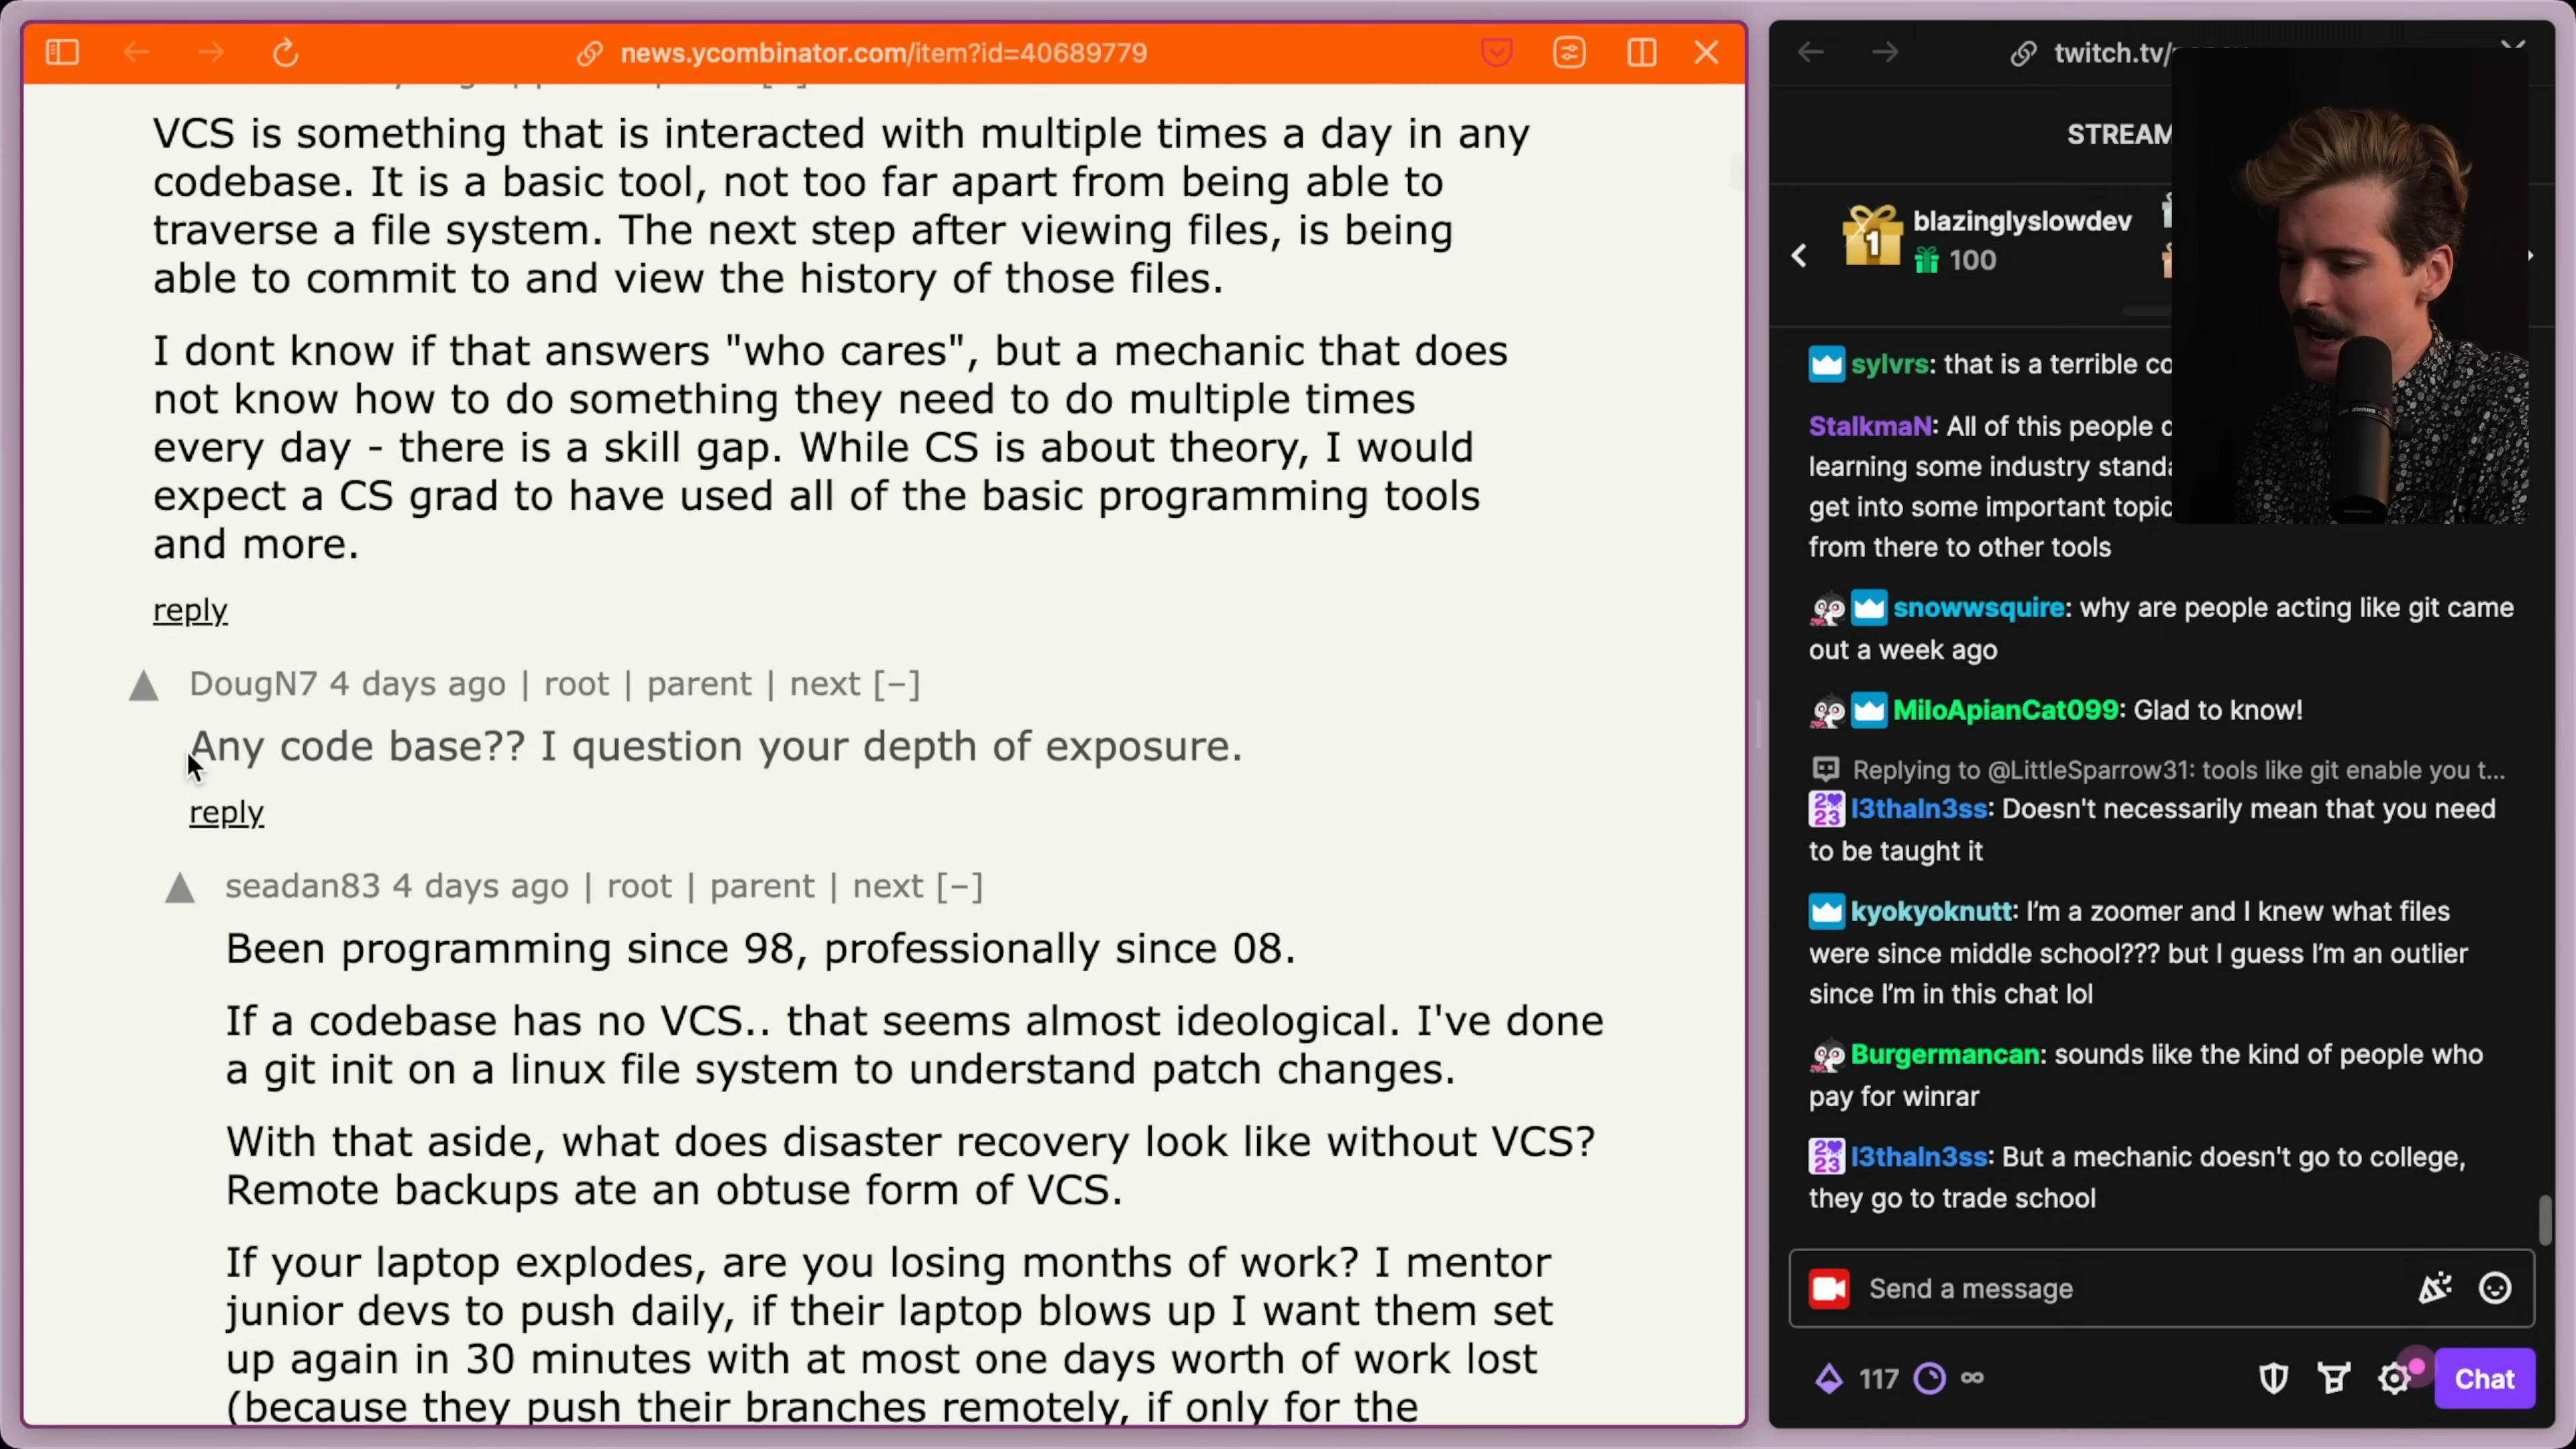 news.ycombinator.com/item?id=40689779
VCS is something that is interacted with multiple times a day in any
codebase. It is a basic tool, not too far apart from being able to
traverse a file system. The next step after viewing files, is being
able to commit to and view the history of those files.
I dont know if that answers "who cares", but a mechanic that does
not know how to do something they need to do multiple times
every day - there is a skill gap. While CS is about theory, I would
expect a CS grad to have used all of the basic programming tools
and more.
reply
DougN7 4 days ago | root | parent | next [–]
Any code base?? I question your depth of exposure.
reply
seadan83 4 days ago | root | parent | next [–]
Been programming since 98, professionally since 08.
If a codebase has no VCS.. that seems almost ideological. I've done
a git init on a linux file system to understand patch changes.
With that aside, what does disaster recovery look like without VCS?
Remote backups ate an obtuse form of VCS.
If your laptop explodes, are you losing months of work? I mentor
junior devs to push daily, if their laptop blows up I want them set
up again in 30 minutes with at most one days worth of work lost
(because they push their branches remotely, if only for the
twitch.tv/
STREAM
1
blazinglyslowdev
100
sylvrs: that is a terrible
StalkmaN: All of this people
learning some industry
get into some important
from there to other tools
snowwsquire: why are people acting like git came
out a week ago
MiloApianCat099: Glad to know!
Replying to @LittleSparrow31: tools like git enable you t...
2023 l3thaln3ss: Doesn't necessarily mean that you need
to be taught it
kyokyoknutt: I'm a zoomer and I knew what files
were since middle school??? but I guess I'm an outlier
since I'm in this chat lol
Burgermancan: sounds like the kind of people who
pay for winrar
2023 l3thaln3ss: But a mechanic doesn't go to college,
they go to trade school
Send a message
117 ∞
Chat